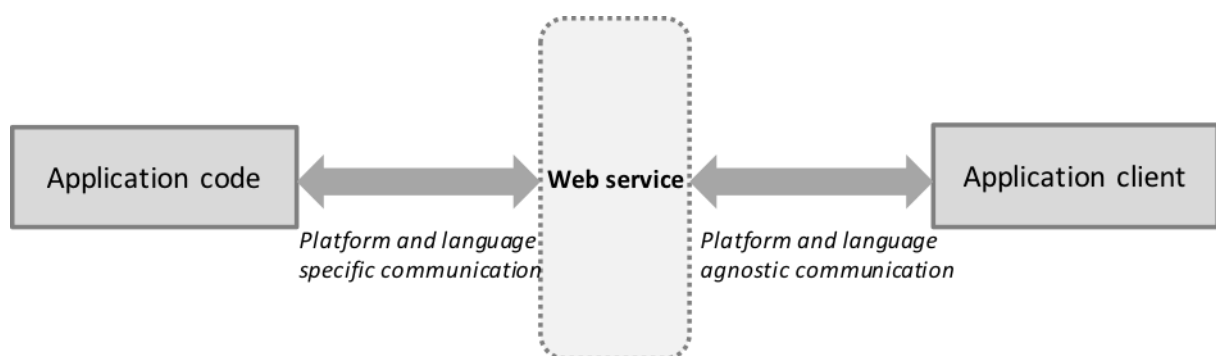 Application code
Web service
Application client
Platform and language
specific communication
Platform and language
agnostic communication